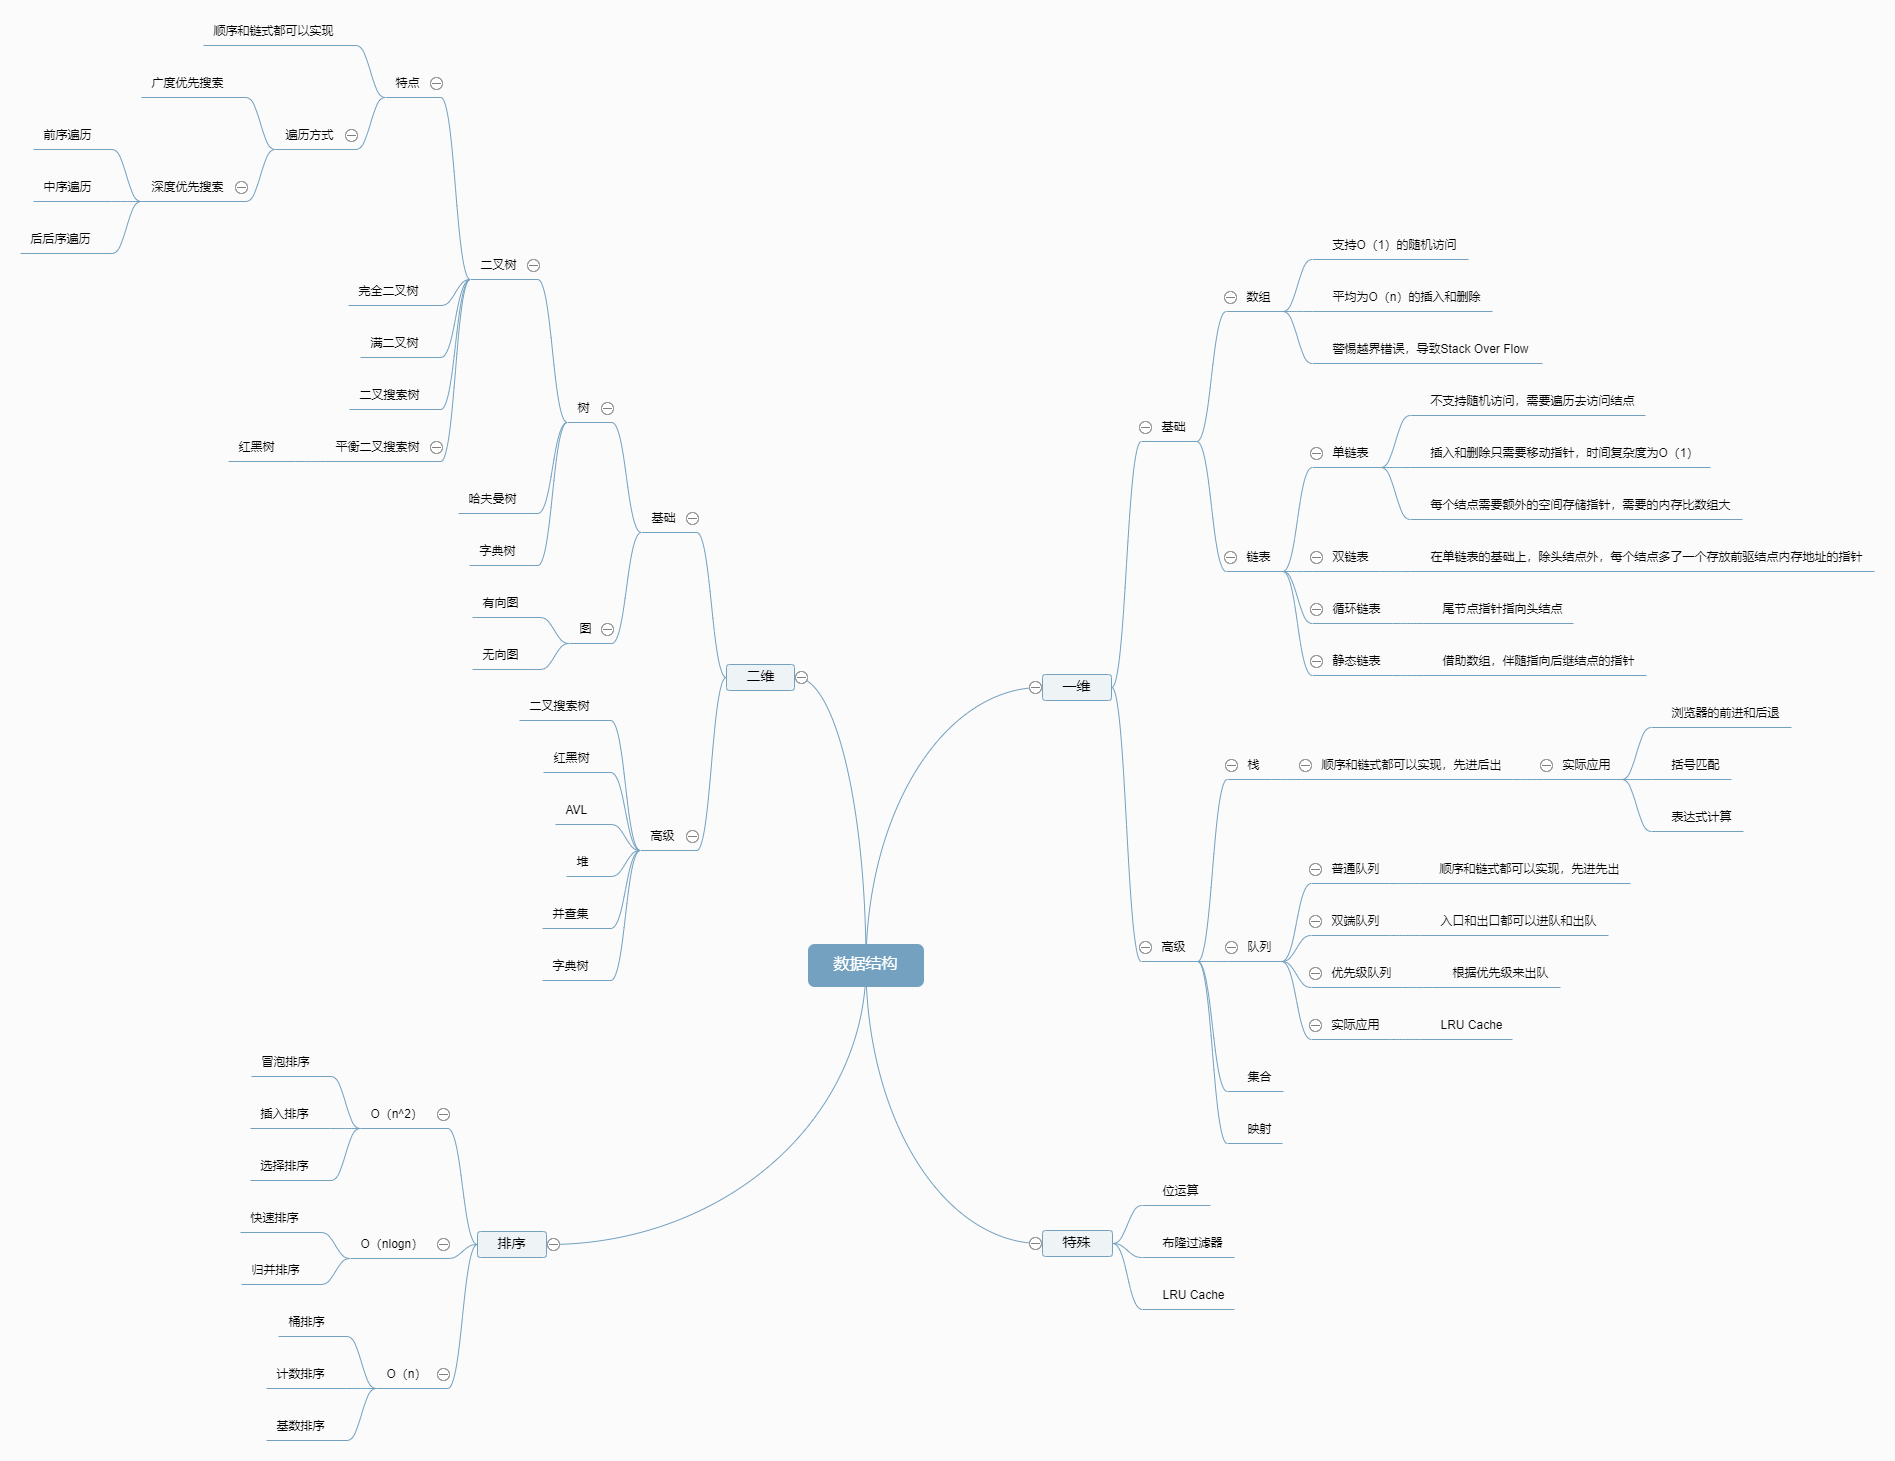 数据结构
一维
基础
数组
支持O（1）的随机访问
平均为O（n）的插入和删除
警惕越界错误，导致Stack Over Flow
链表
单链表
不支持随机访问，需要遍历去访问结点
插入和删除只需要移动指针，时间复杂度为O（1）
每个结点需要额外的空间存储指针，需要的内存比数组大
双链表
在单链表的基础上，除头结点外，每个结点多了一个存放前驱结点内存地址的指针
循环链表
尾节点指针指向头结点
静态链表
借助数组，伴随指向后继结点的指针
高级
栈
顺序和链式都可以实现，先进后出
实际应用
浏览器的前进和后退
括号匹配
表达式计算
队列
普通队列
顺序和链式都可以实现，先进先出
双端队列
入口和出口都可以进队和出队
优先级队列
根据优先级来出队
实际应用
LRU Cache
集合
映射
特殊
位运算
布隆过滤器
LRU Cache
二维
基础
树
二叉树
特点
顺序和链式都可以实现
遍历方式
广度优先搜索
深度优先搜索
前序遍历
中序遍历
后后序遍历
完全二叉树
满二叉树
二叉搜索树
平衡二叉搜索树
红黑树
哈夫曼树
字典树
图
有向图
无向图
高级
二叉搜索树
红黑树
AVL
堆
并查集
字典树
排序
O（n^2）
冒泡排序
插入排序
选择排序
O（nlogn）
快速排序
归并排序
O（n）
桶排序
计数排序
基数排序